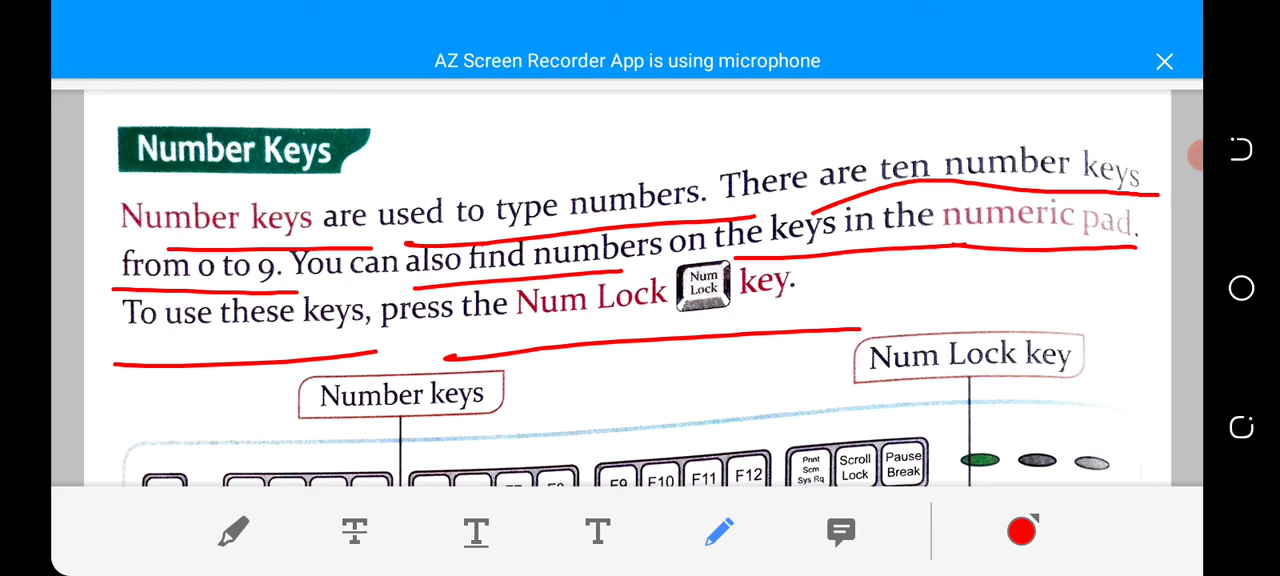 AZ Screen Recorder App is using microphone
Number Keys
Number keys are used to type numbers. There are ten number keys
from 0 to 9. You can also find numbers on the keys in the numeric pad.
To use these keys, press the Num Lock Num Lock key.
Num Lock key
Number keys
F9 F10 F11 F12 Prnt Scrn Sys Rq Scroll Lock Pause Break
T T T